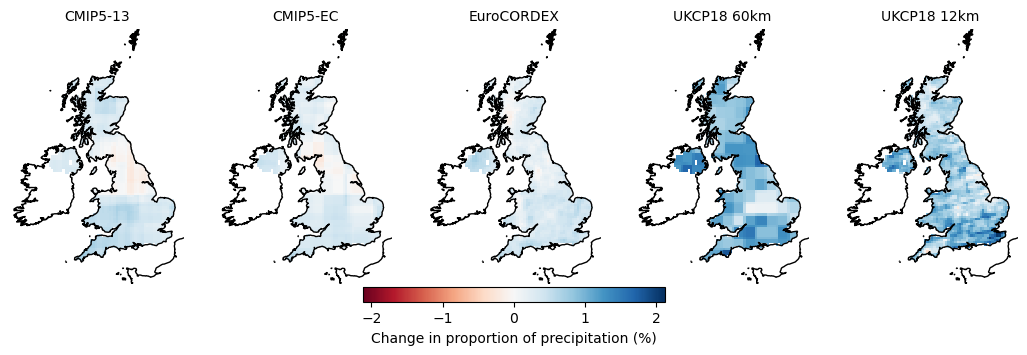 CMIP5-13 CMIP5-EC EuroCORDEX UKCP18 60km UKCP18 12km
−2 −1 0 1 2
Change in proportion of precipitation (%)